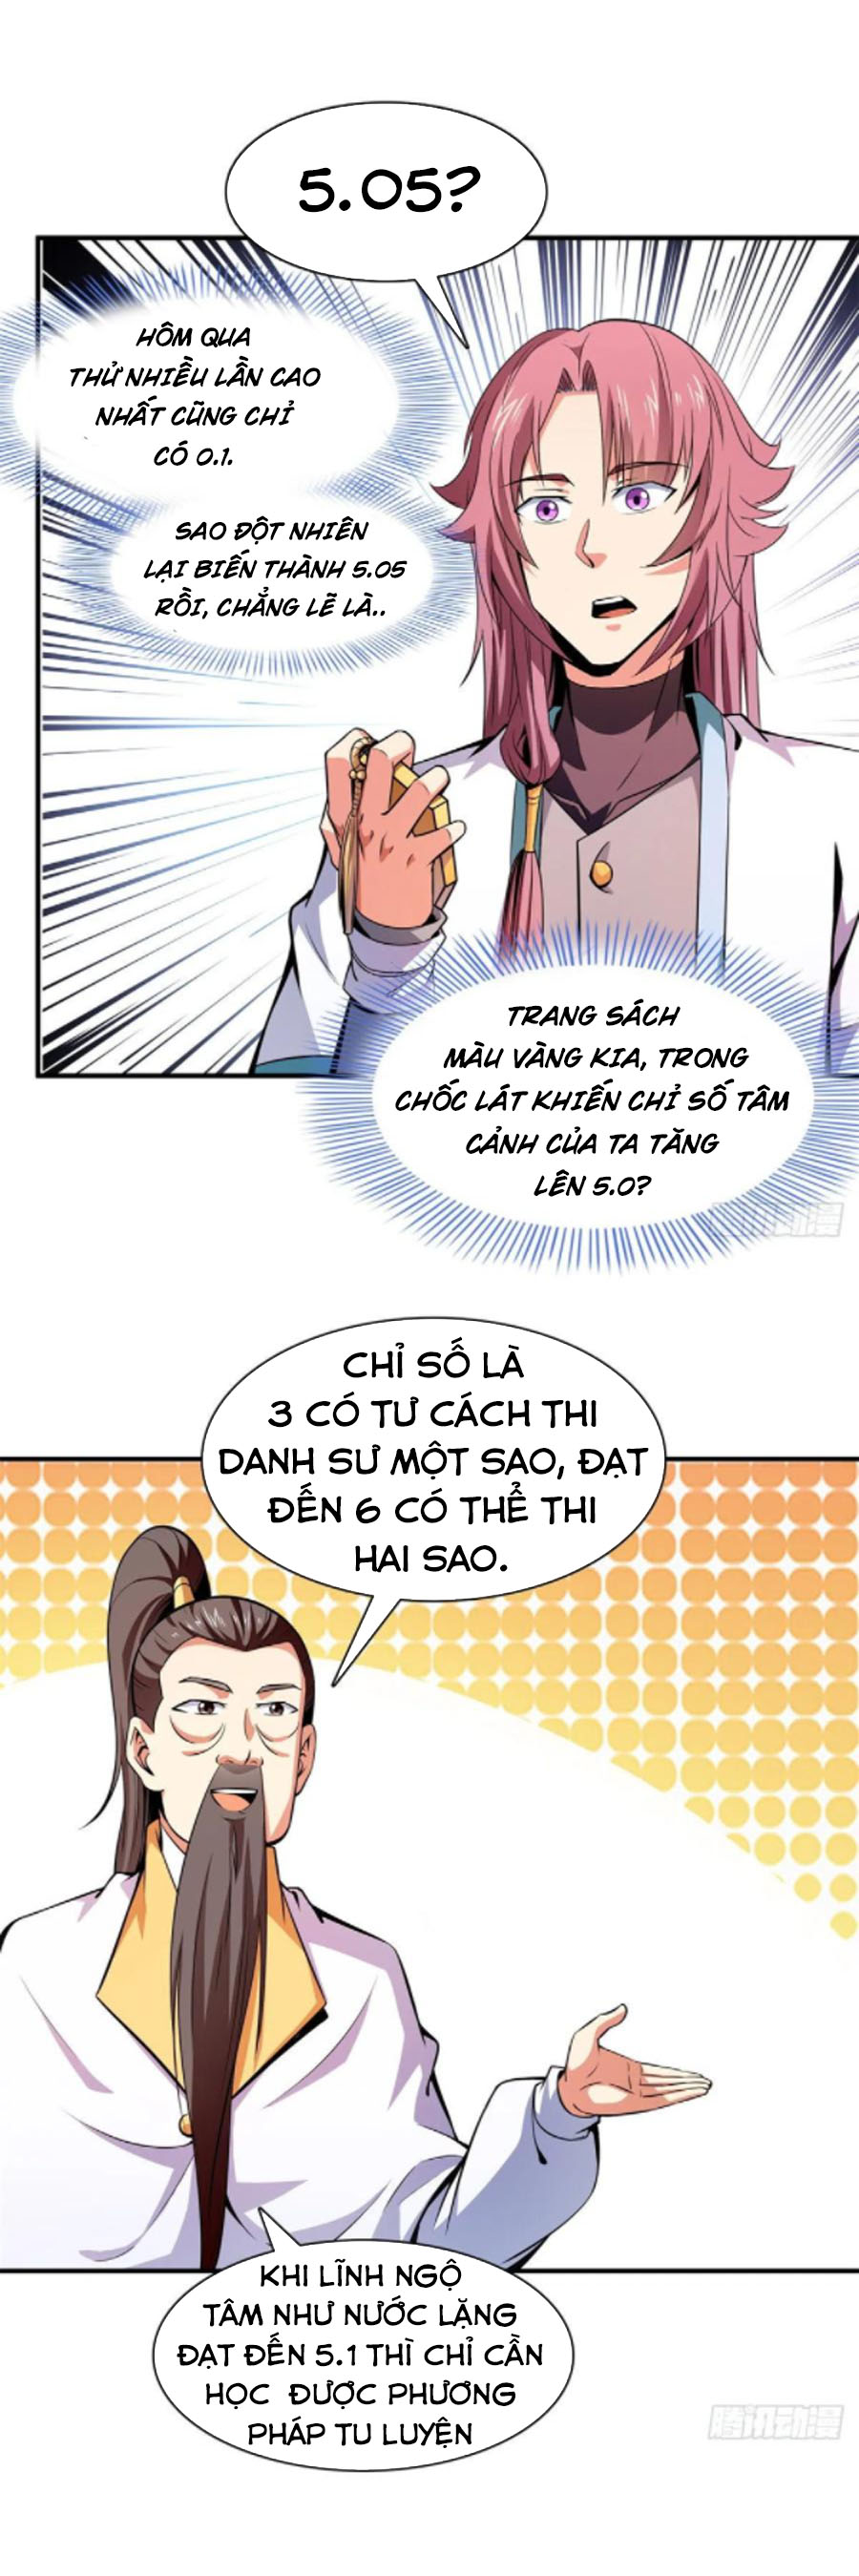 5.05?
HÔM QUA
THỬ NHIỀU LẦN CAO
NHẤT CŨNG CHỈ
CÓ 0.1.
SAO ĐỘT NHIÊN
LẠI BIẾN THÀNH 5.05
RỒI, CHẲNG LẼ LÀ..
TRANG SÁCH
MÀU VÀNG KIA, TRONG
CHỐC LÁT KHIẾN CHỈ SỐ TÂM
CẢNH CỦA TA TĂNG
LÊN 5.0?
CHỈ SỐ LÀ
3 CÓ TƯ CÁCH THI
DANH SƯ MỘT SAO, ĐẠT
ĐẾN 6 CÓ THỂ THI
HAI SAO.
KHI LĨNH NGỘ
TÂM NHƯ NƯỚC LẶNG
ĐẠT ĐẾN 5.1 THÌ CHỈ CẦN
HỌC ĐƯỢC PHƯƠNG
PHÁP TU LUYỆN
腾讯动漫